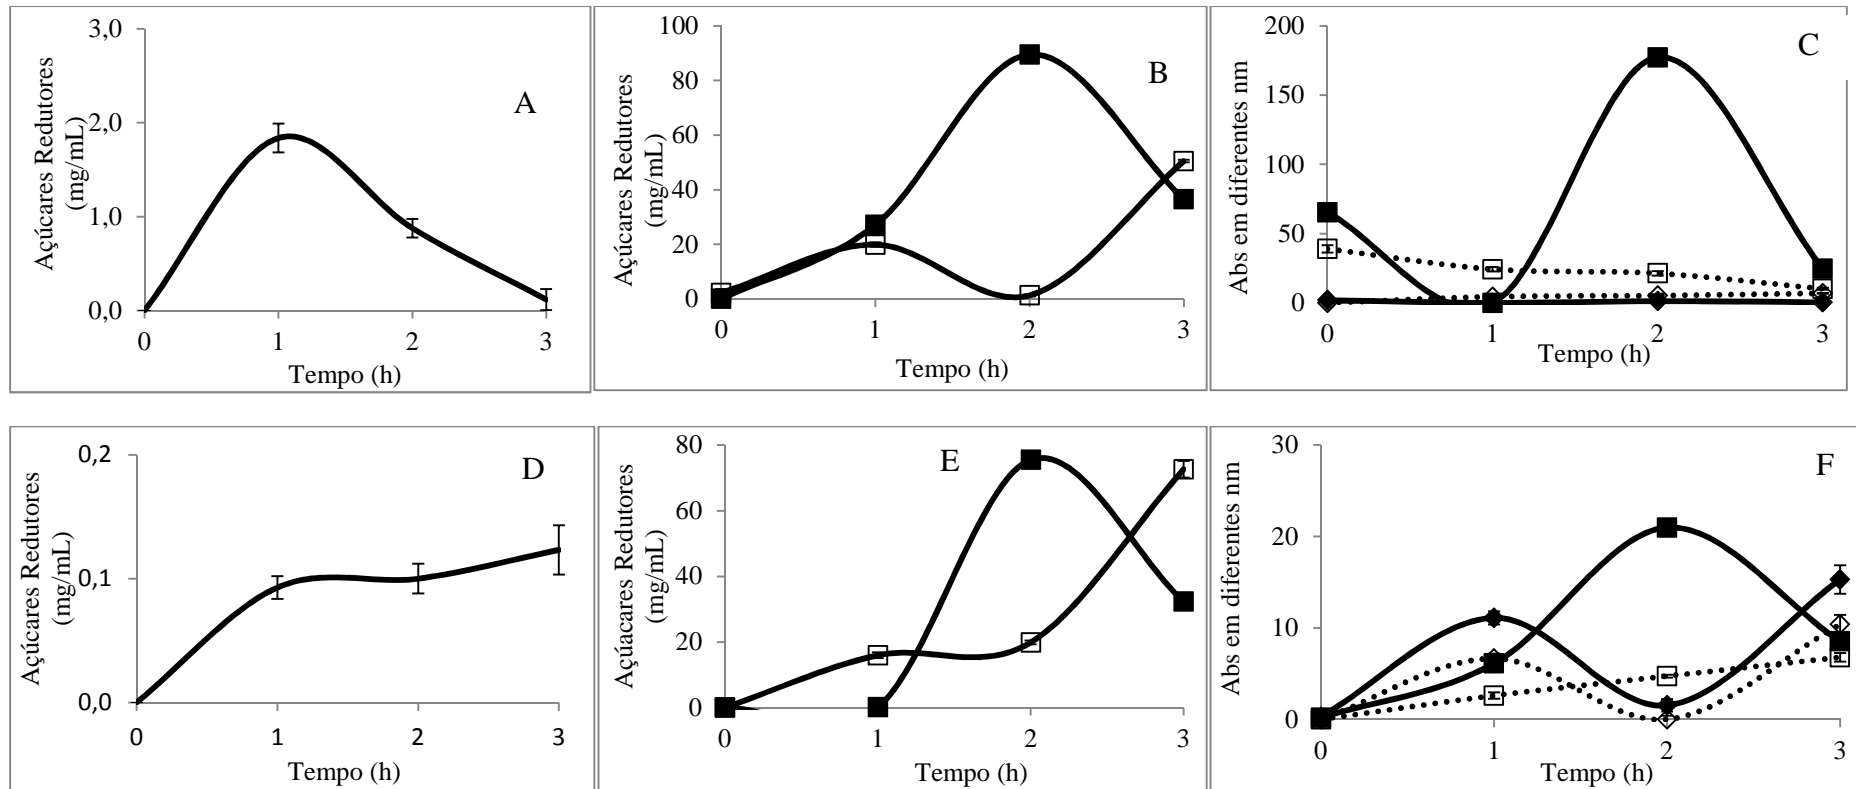 3,0
2,0
1,0
0,0
0
1
2
3
Açúcares Redutores
(mg/mL)
Tempo (h)
A
100
80
60
40
20
0
0
1
2
3
Açúcares Redutores
(mg/mL)
Tempo (h)
B
200
150
100
50
0
0
1
2
3
Abs em diferentes nm
Tempo (h)
C
0,2
0,1
0,0
0
1
2
3
Açúcares Redutores
(mg/mL)
Tempo (h)
D
80
60
40
20
0
0
1
2
3
Açúacares Redutores
(mg/mL)
Tempo (h)
E
30
20
10
0
0
1
2
3
Abs em diferentes nm
Tempo (h)
F